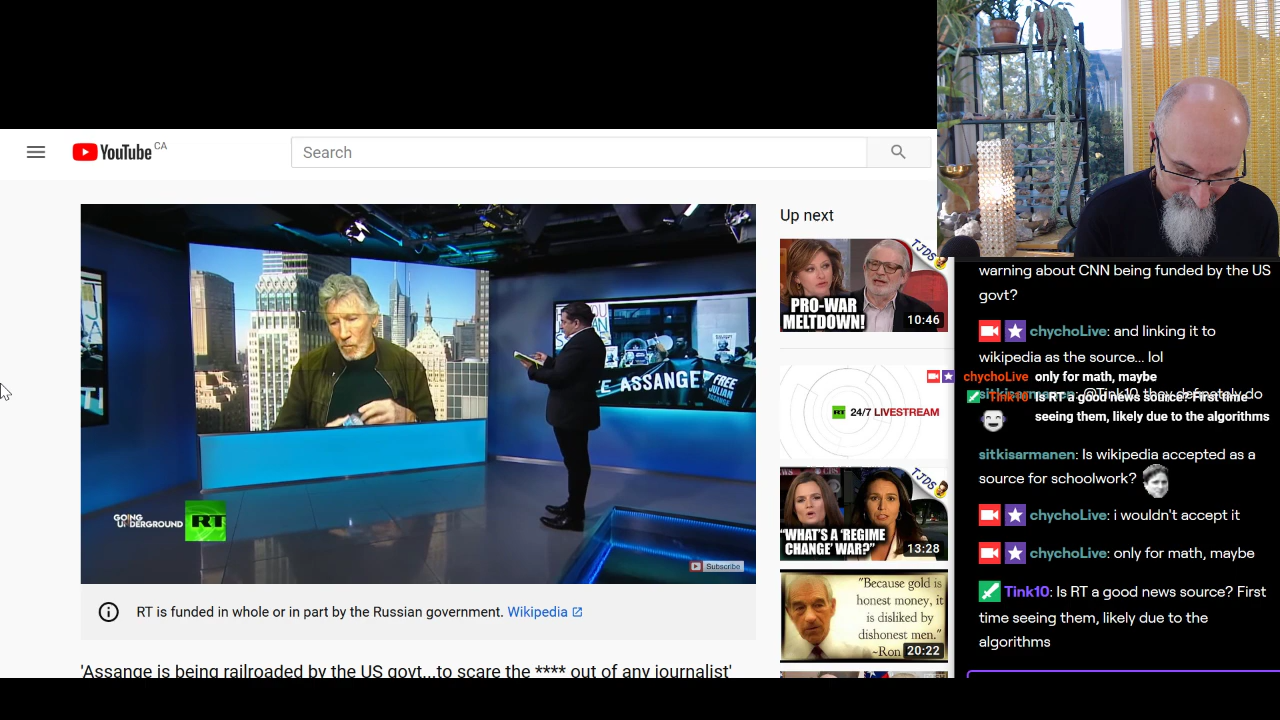 YouTube CA
Search
Up next
TJDS
PRO-WAR
MELTDOWN!
10:46
RT 24/7 LIVESTREAM
TJDS
"WHAT'S A 'REGIME
CHANGE' WAR?"
13:28
"Because gold is
honest money, it
is disliked by
dishonest men."
~Ron
20:22
E ASSANGE
FREE
JULIAN
ASSANGE
GOING
UNDERGROUND
RT
Subscribe
RT is funded in whole or in part by the Russian government. Wikipedia
'Assange is being railroaded by the US govt...to scare the **** out of any journalist'
warning about CNN being funded by the US
govt?
chychoLive: and linking it to
wikipedia as the source... lol
chychoLive only for math, maybe
Tink10 Is RT a good news source? First time
seeing them, likely due to the algorithms
sitkisarmanen: Is wikipedia accepted as a
source for schoolwork?
chychoLive: i wouldn't accept it
chychoLive: only for math, maybe
Tink10: Is RT a good news source? First
time seeing them, likely due to the
algorithms